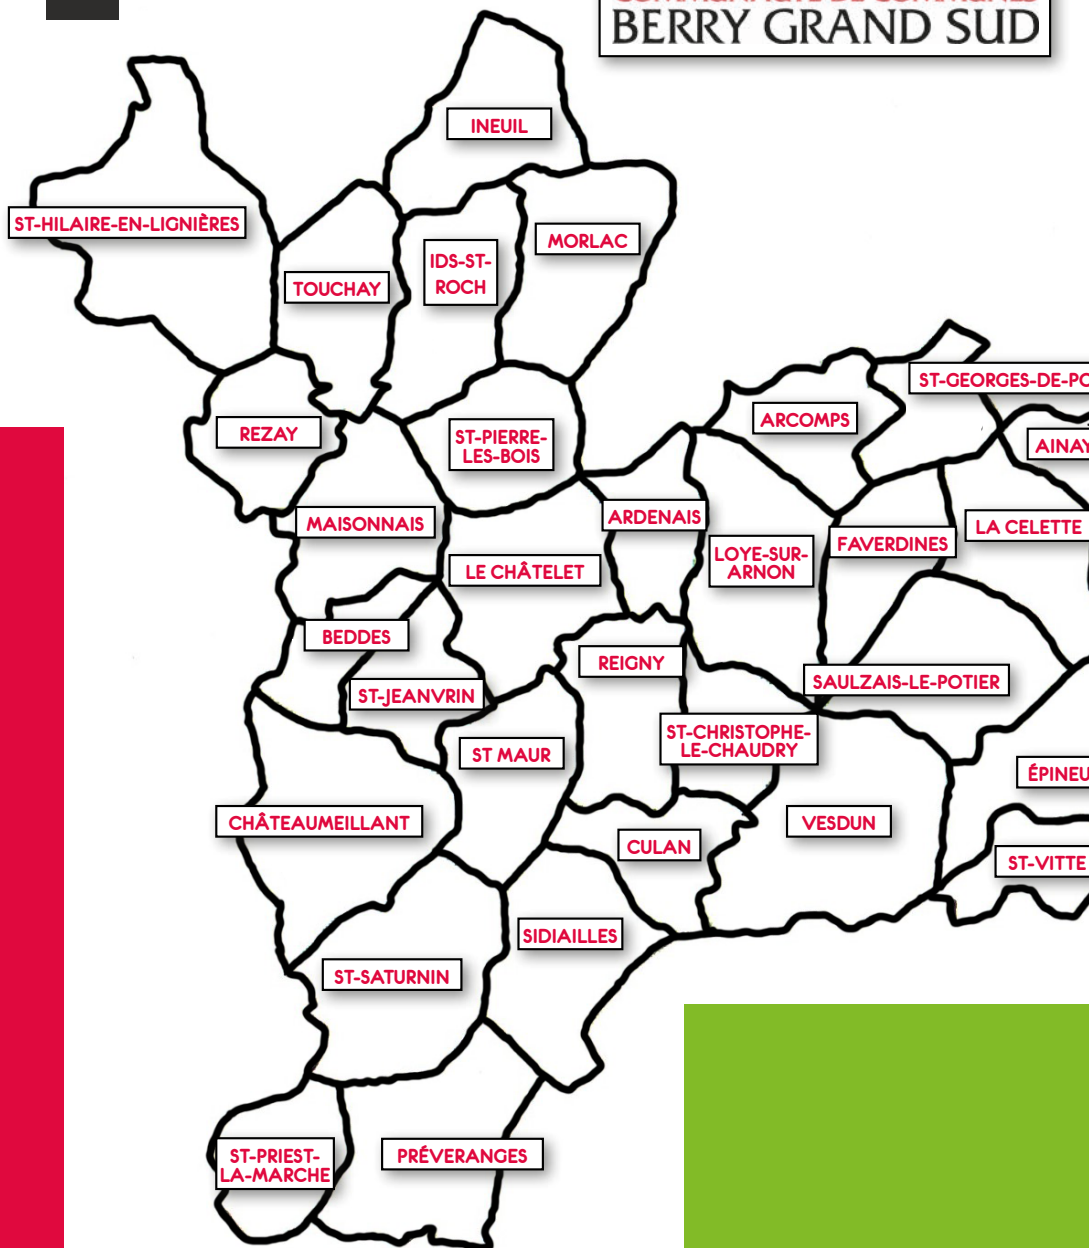 BERRY GRAND SUD
INEUIL
ST-HILAIRE-EN-LIGNIÈRES
MORLAC
IDS-ST-
ROCH
TOUCHAY
ST-GEORGES-DE-PO
ARCOMPS
REZAY
ST-PIERRE-
LES-BOIS
AINAY
MAISONNAIS
ARDENAIS
LA CELETTE
FAVERDINES
LOYE-SUR-
ARNON
LE CHÂTELET
BEDDES
REIGNY
SAULZAIS-LE-POTIER
ST-JEANVRIN
ST-CHRISTOPHE-
LE-CHAUDRY
ST MAUR
ÉPINEU
CHÂTEAUMEILLANT
VESDUN
CULAN
ST-VITTE
SIDIAILLES
ST-SATURNIN
ST-PRIEST-
LA-MARCHE
PRÉVERANGES